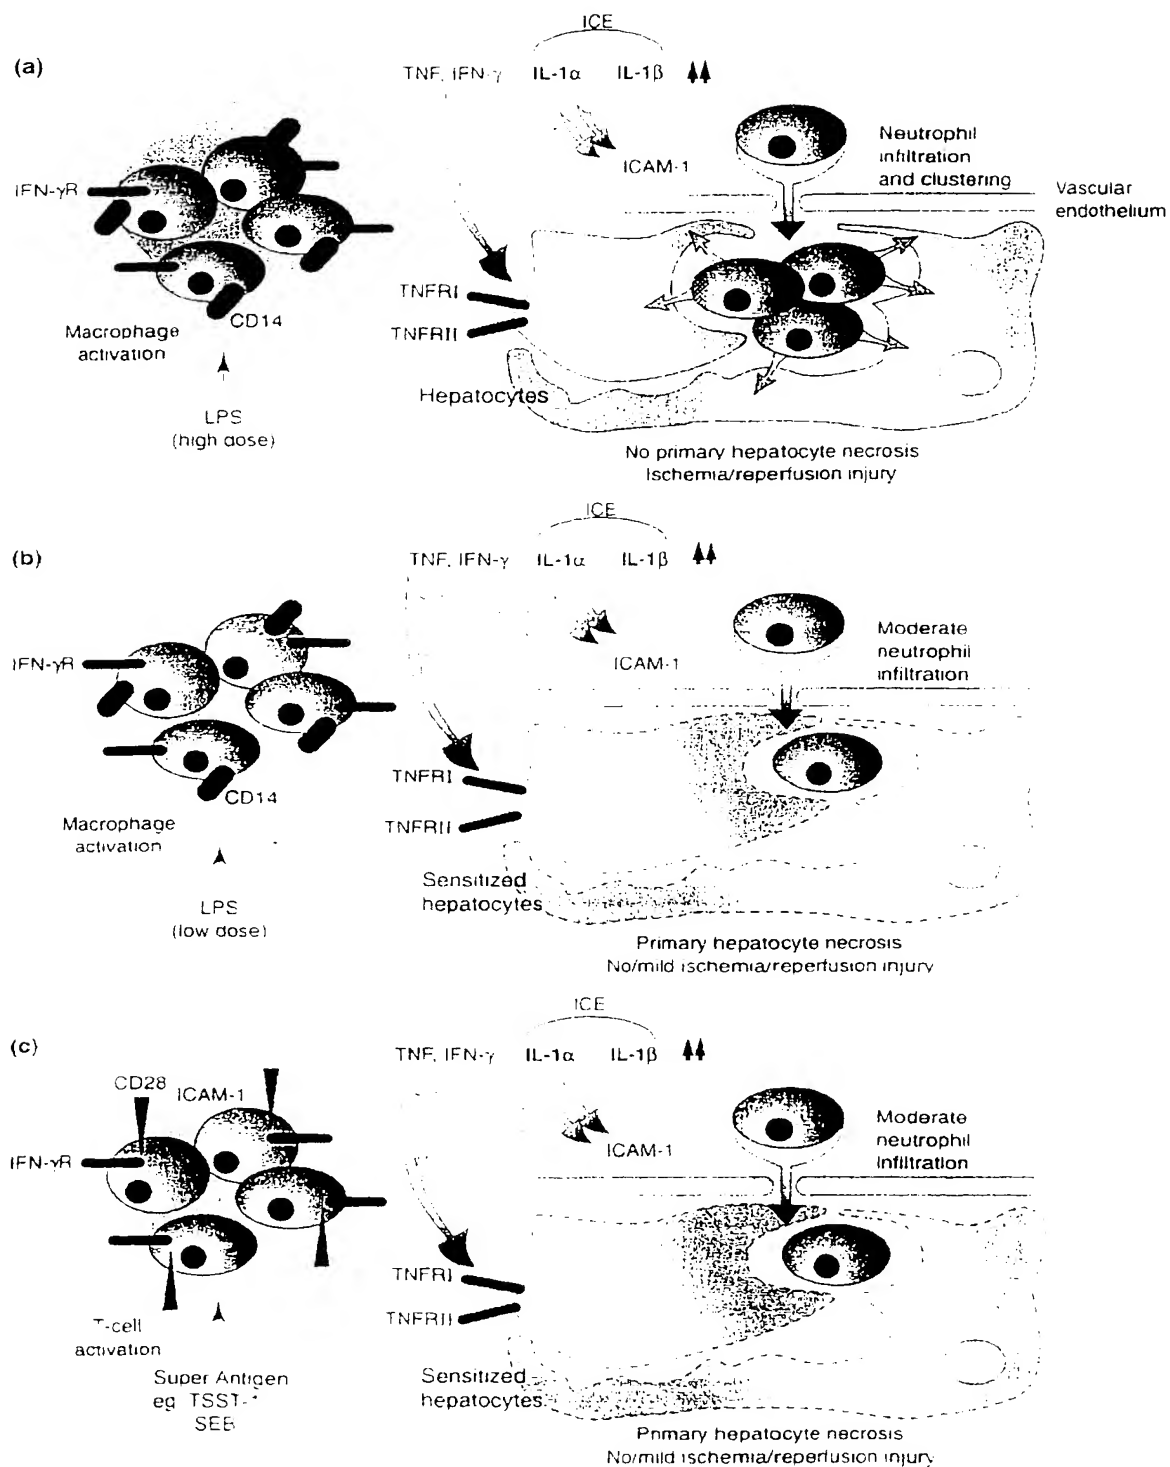 (a)
ICE
TNF, IFN-γ IL-1α IL-1β
ICAM-1
Neutrophil
infiltration
and clustering
Vascular
endothelium
IFN-γR
CD14
Macrophage
activation
LPS
(high dose)
TNFRI
TNFRII
Hepatocytes
No primary hepatocyte necrosis
Ischemia/reperfusion injury
(b)
ICE
TNF, IFN-γ IL-1α IL-1β
ICAM-1
Moderate
neutrophil
infiltration
IFN-γR
CD14
Macrophage
activation
LPS
(low dose)
TNFRI
TNFRII
Sensitized
hepatocytes
Primary hepatocyte necrosis
No/mild ischemia/reperfusion injury
(c)
ICE
TNF, IFN-γ IL-1α IL-1β
CD28
ICAM-1
ICAM-1
Moderate
neutrophil
infiltration
IFN-γR
T-cell
activation
Super Antigen
eg. TSST-1
SEB
TNFRI
TNFRII
Sensitized
hepatocytes
Primary hepatocyte necrosis
No/mild ischemia/reperfusion injury